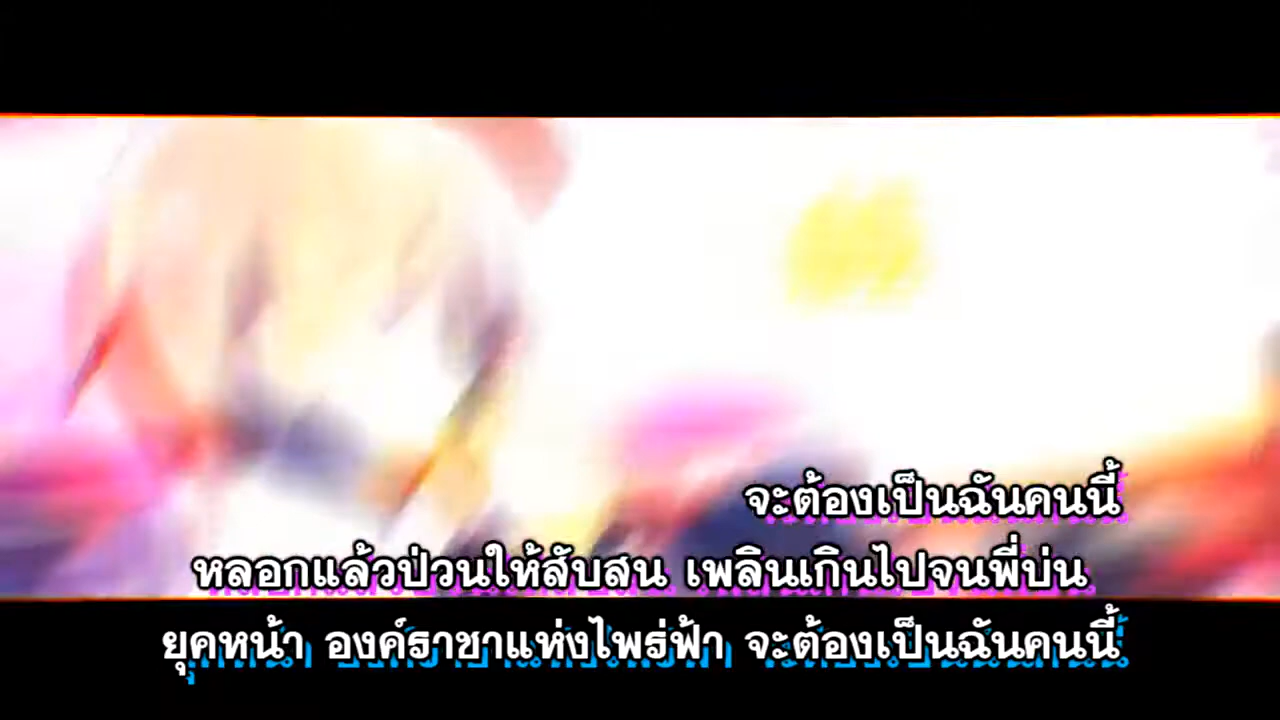 จะต้องเป็นฉันคนนี้
หลอกแล้วป่วนให้สับสน เพลินเกินไปจนพี่บ่น
ยุคหน้า องค์ราชาแห่งไพร่ฟ้า จะต้องเป็นฉันคนนี้